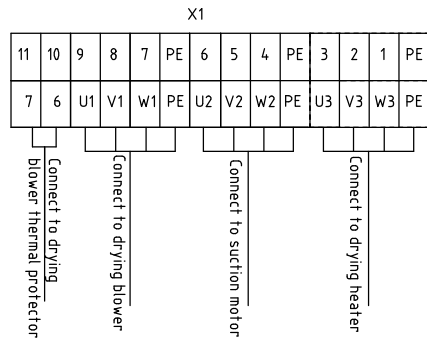 X1
11 10 9 8 7 PE 6 5 4 PE 3 2 1 PE
7 6 U1 V1 W1 PE U2 V2 W2 PE U3 V3 W3 PE
Connect to drying
blower thermal protector
Connect to drying blower
Connect to suction motor
Connect to drying heater